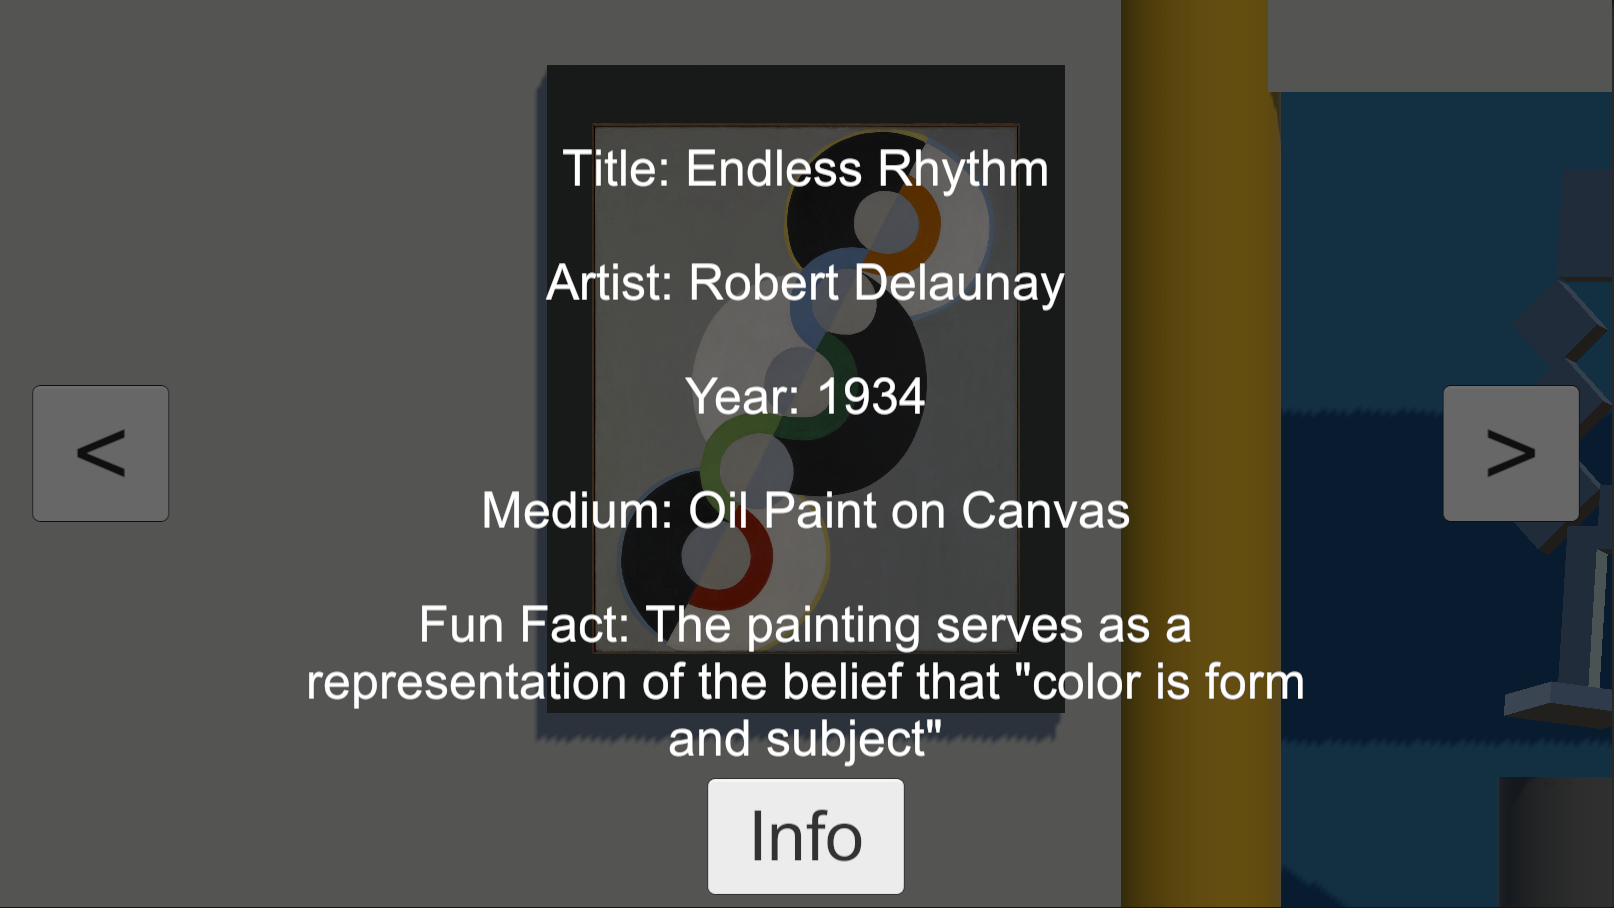 Title: Endless Rhythm
Artist: Robert Delaunay
Year: 1934
<
>
Medium: Oil Paint on Canvas
Fun Fact: The painting serves as a
representation of the belief that "color is form
and subject"
Info